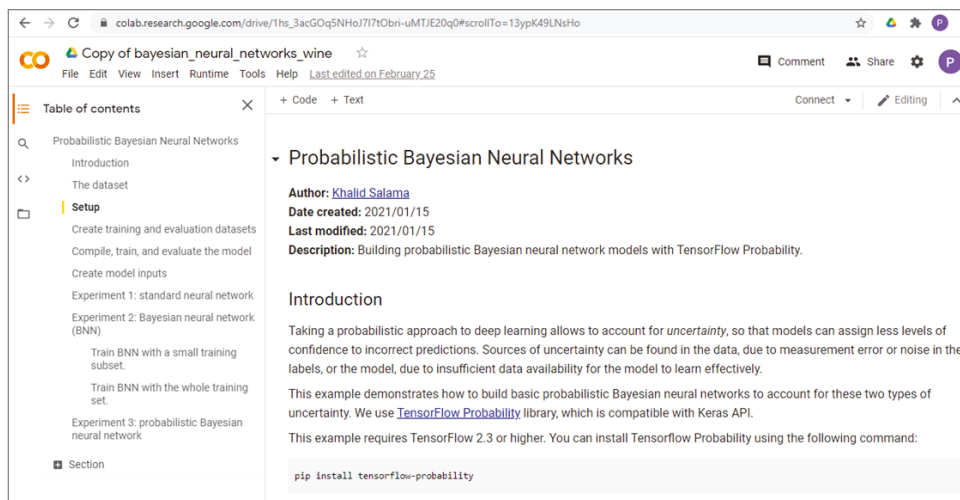 colab.research.google.com/drive/1hs_3acGOq5NHoJ7I7tObri-uMTJE20q0#scrollTo=13ypK49LNsHo
P
Copy of bayesian_neural_networks_wine
File Edit View Insert Runtime Tools Help Last edited on February 25
Comment Share P
Table of contents
+ Code + Text
Connect Editing
Probabilistic Bayesian Neural Networks
Introduction
The dataset
Setup
Create training and evaluation datasets
Compile, train, and evaluate the model
Create model inputs
Experiment 1: standard neural network
Experiment 2: Bayesian neural network
(BNN)
Train BNN with a small training
subset.
Train BNN with the whole training
set.
Experiment 3: probabilistic Bayesian
neural network
Section
Probabilistic Bayesian Neural Networks
Author: Khalid Salama
Date created: 2021/01/15
Last modified: 2021/01/15
Description: Building probabilistic Bayesian neural network models with TensorFlow Probability.
Introduction
Taking a probabilistic approach to deep learning allows to account for uncertainty, so that models can assign less levels of
confidence to incorrect predictions. Sources of uncertainty can be found in the data, due to measurement error or noise in the
labels, or the model, due to insufficient data availability for the model to learn effectively.
This example demonstrates how to build basic probabilistic Bayesian neural networks to account for these two types of
uncertainty. We use TensorFlow Probability library, which is compatible with Keras API.
This example requires TensorFlow 2.3 or higher. You can install Tensorflow Probability using the following command:
pip install tensorflow-probability